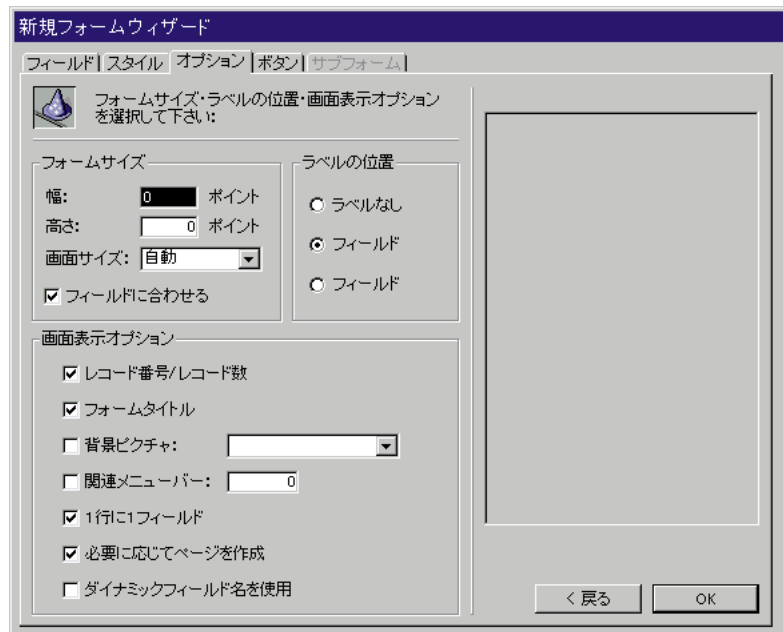 新規フォームウィザード
フィールド スタイル オプション ボタン サブフォーム
フォームサイズ･ラベルの位置･画面表示オプション
を選択して下さい:
フォームサイズ
幅: 0 ポイント
高さ: 0 ポイント
画面サイズ: 自動
フィールドに合わせる
ラベルの位置
ラベルなし
フィールド
フィールド
画面表示オプション
レコード番号/レコード数
フォームタイトル
背景ピクチャ:
関連メニューバー: 0
1行に1フィールド
必要に応じてページを作成
ダイナミックフィールド名を使用
< 戻る OK